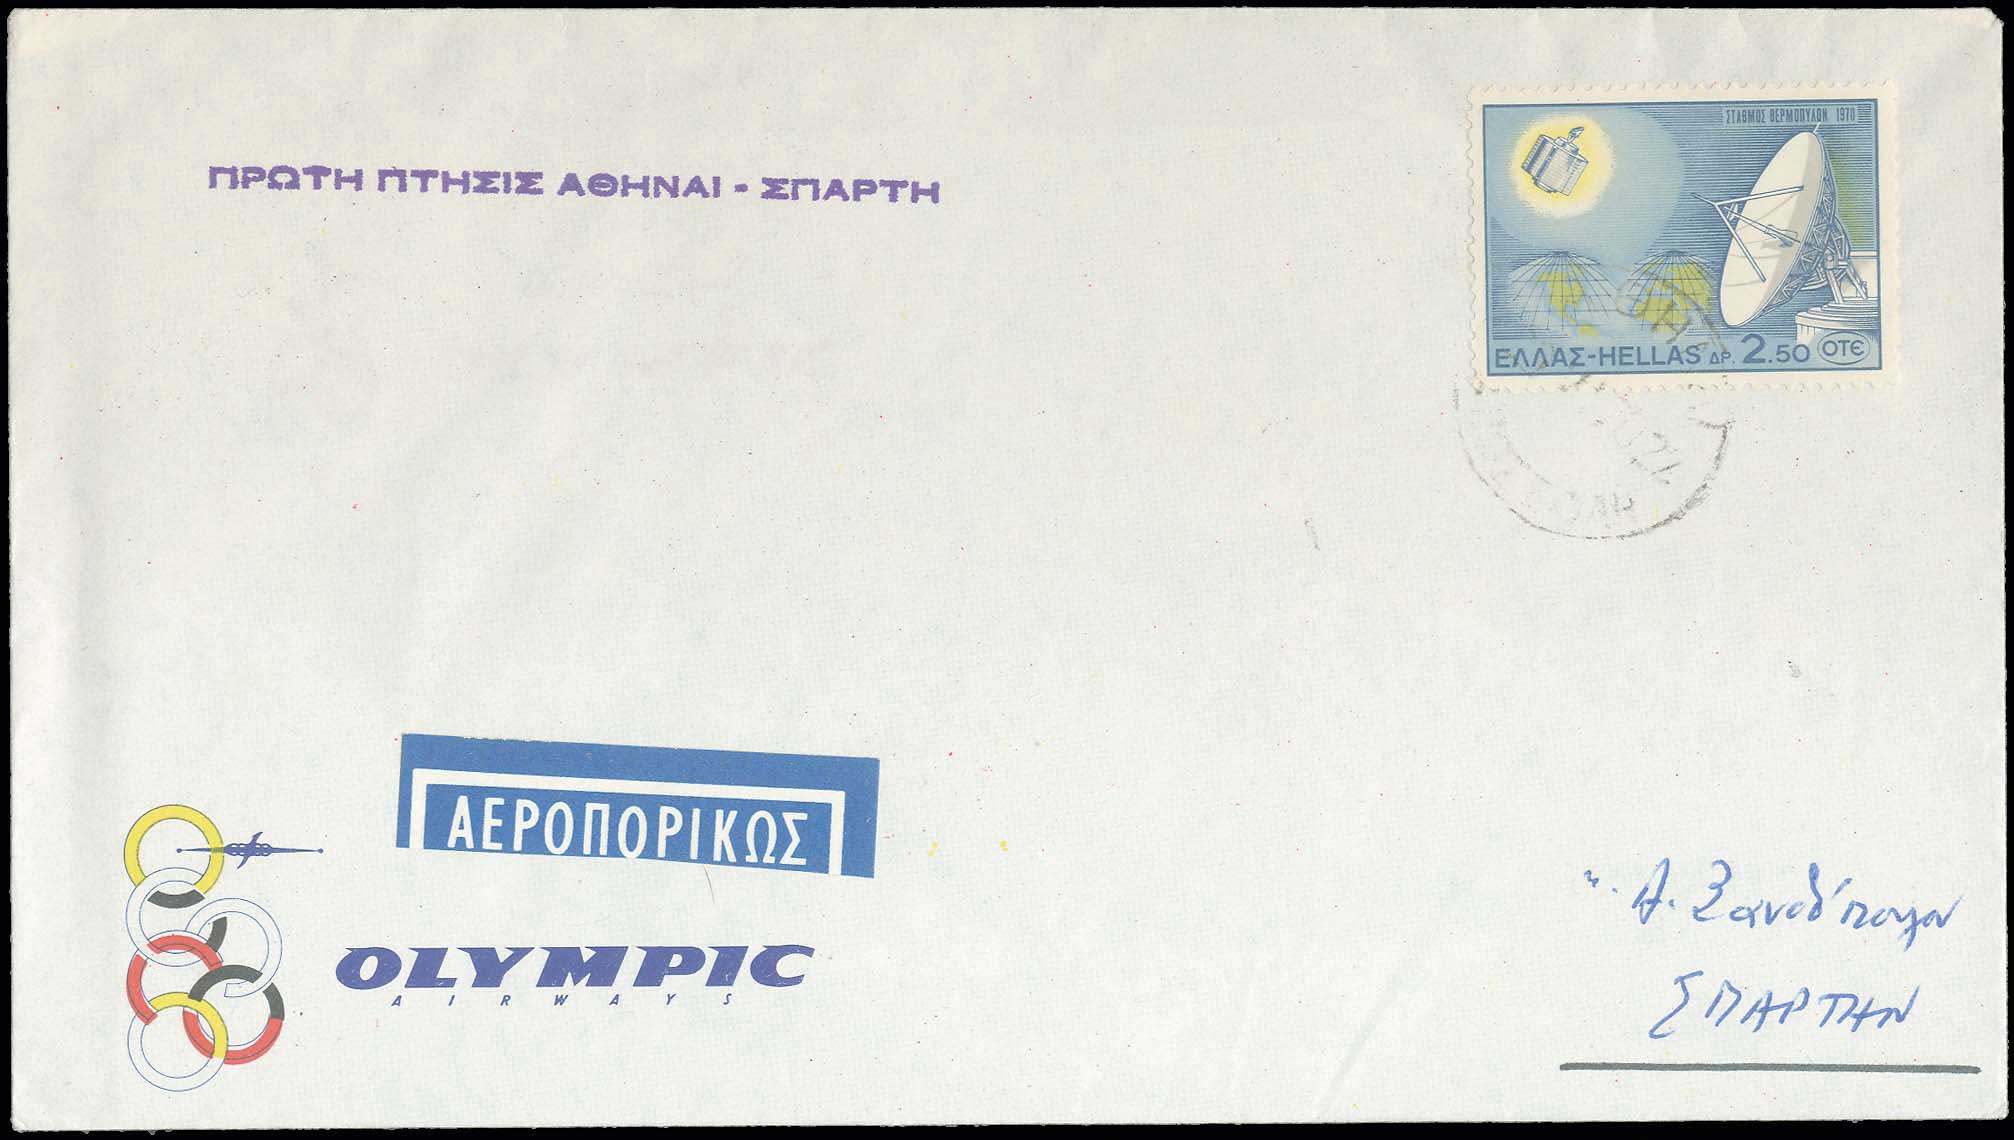 ΠΡΩΤΗ ΠΤΗΣΙΣ ΑΘΗΝΑΙ - ΣΠΑΡΤΗ
ΣΤΑΘΜΟΣ ΘΕΡΜΟΠΥΛΩΝ 1970
ΕΛΛΑΣ-HELLAS ΔΡ. 2.50 ΟΤΕ
ΑΕΡΟΠΟΡΙΚΩΣ
OLYMPIC
AIRWAYS
Α.
ΣΠΑΡΤΗΝ